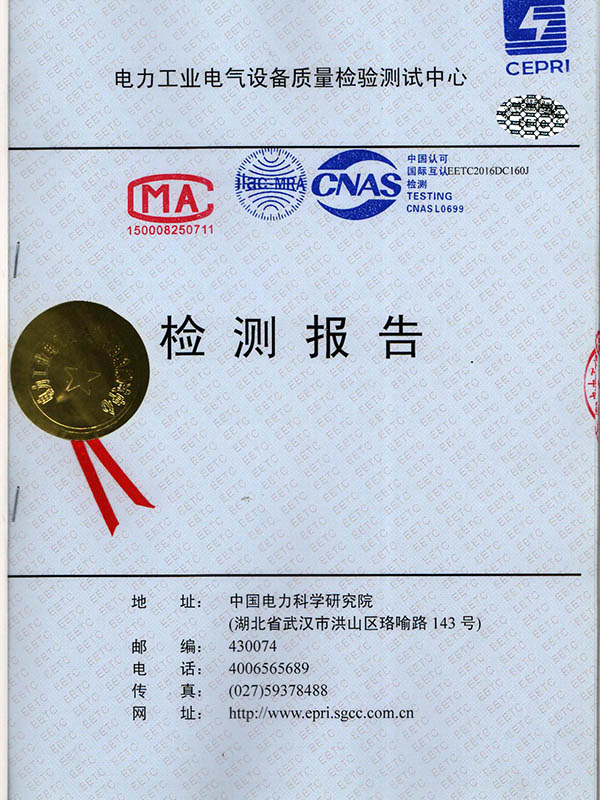 CEPRI
电力工业电气设备质量检验测试中心
EETC
MA
150008250711
ilac-MRA
CNAS
中国认可
国际互认EETC2016DC160J
检测
TESTING
CNAS L0699
检测报告
地 址： 中国电力科学研究院
(湖北省武汉市洪山区珞喻路 143 号)
邮 编： 430074
电 话： 4006565689
传 真： (027)59378488
网 址： http://www.epri.sgcc.com.cn